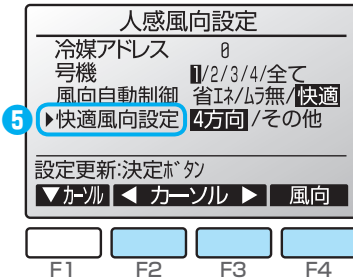 人感風向設定
冷媒アドレス 0
号機 1/2/3/4/全て
風向自動制御 省エネ/ムラ無/快適
5 ▶快適風向設定 4方向/その他
設定更新:決定ボタン
▼カーソル ◀ カーソル ▶ 風向
F1 F2 F3 F4